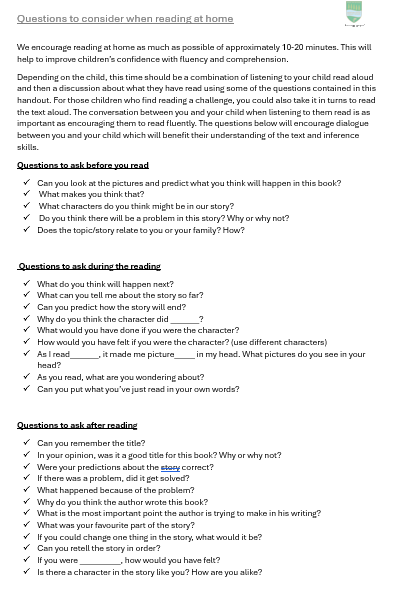 Questions to consider when reading at home
We encourage reading at home as much as possible of approximately 10-20 minutes. This will
help to improve children's confidence with fluency and comprehension.
Depending on the child, this time should be a combination of listening to your child read aloud
and then a discussion about what they have read using some of the questions contained in this
handout. For those children who find reading a challenge, you could also take it in turns to read
the text aloud. The conversation between you and your child when listening to them read is as
important as encouraging them to read fluently. The questions below will encourage dialogue
between you and your child which will benefit their understanding of the text and inference
skills.
Questions to ask before you read
✓ Can you look at the pictures and predict what you think will happen in this book?
✓ What makes you think that?
✓ What characters do you think might be in our story?
✓ Do you think there will be a problem in this story? Why or why not?
✓ Does the topic/story relate to you or your family? How?
Questions to ask during the reading
✓ What do you think will happen next?
✓ What can you tell me about the story so far?
✓ Can you predict how the story will end?
✓ Why do you think the character did _______?
✓ What would you have done if you were the character?
✓ How would you have felt if you were the character? (use different characters)
✓ As I read_______, it made me picture_____ in my head. What pictures do you see in your
head?
✓ As you read, what are you wondering about?
✓ Can you put what you've just read in your own words?
Questions to ask after reading
✓ Can you remember the title?
✓ In your opinion, was it a good title for this book? Why or why not?
✓ Were your predictions about the story correct?
✓ If there was a problem, did it get solved?
✓ What happened because of the problem?
✓ Why do you think the author wrote this book?
✓ What is the most important point the author is trying to make in his writing?
✓ What was your favourite part of the story?
✓ If you could change one thing in the story, what would it be?
✓ Can you retell the story in order?
✓ If you were __________, how would you have felt?
✓ Is there a character in the story like you? How are you alike?